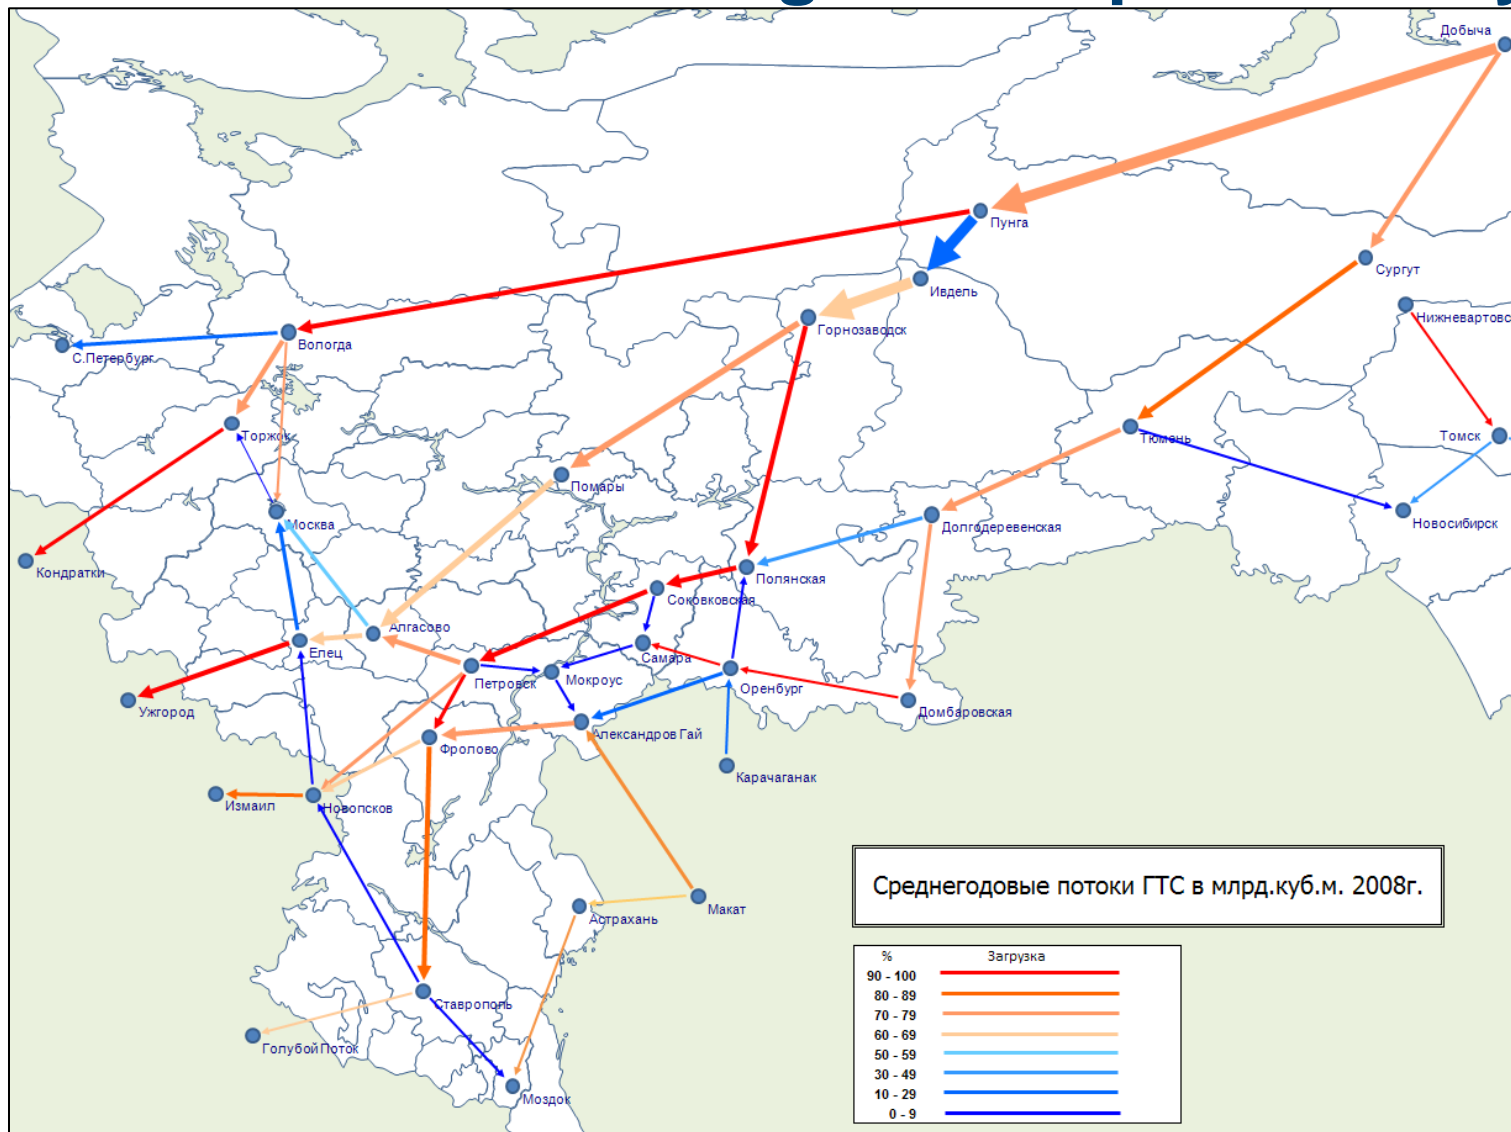 Добыча
Пунга
Сургут
Ивдель
Нижневартовс
Горнозаводск
Вологда
С.Петербург
Торжок
Тюмень
Томск
Помары
Москва
Долгодеревенская
Новосибирск
Кондратки
Полянская
Соковковская
Алгасово
Елец
Самара
Петровск
Мокроус
Оренбург
Ужгород
Домбаровская
Александров Гай
Фролово
Карачаганак
Измаил
Новопсков
Среднегодовые потоки ГТС в млрд.куб.м. 2008г.
Макат
Астрахань
% Загрузка
90 - 100
80 - 89
70 - 79
60 - 69
50 - 59
30 - 49
10 - 29
0 - 9
Ставрополь
Голубой Поток
Моздок